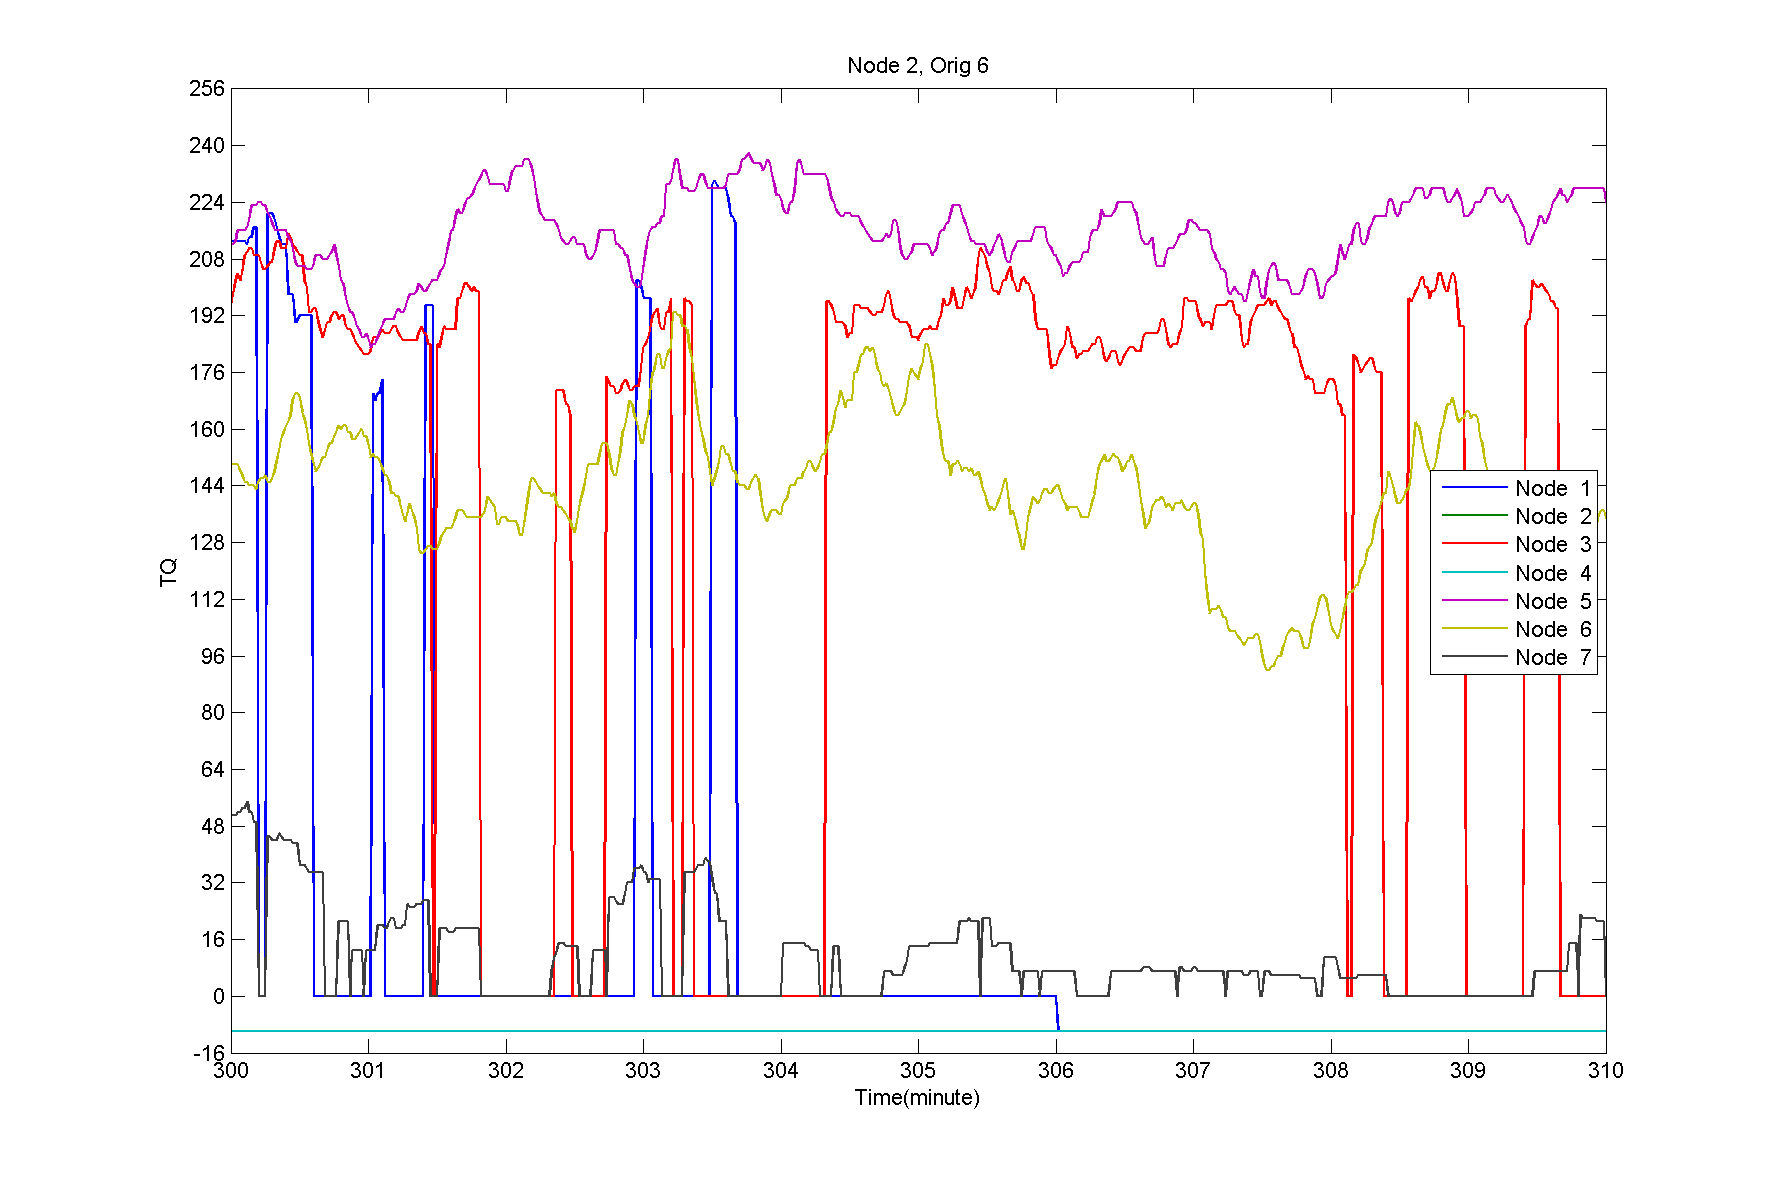 Node 2, Orig 6
256
240
224
208
192
176
160
144
128
112
96
80
64
48
32
16
0
-16
TQ
Node 1
Node 2
Node 3
Node 4
Node 5
Node 6
Node 7
300 301 302 303 304 305 306 307 308 309 310
Time(minute)